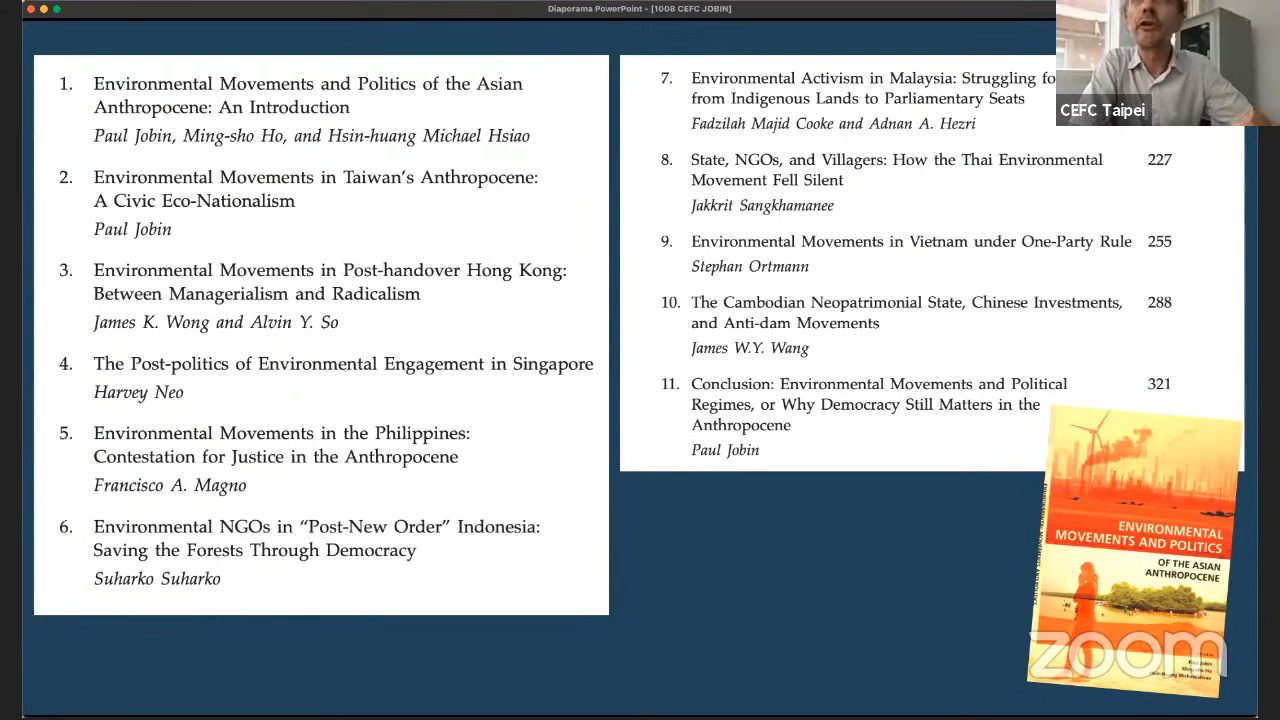 Diaporama PowerPoint - [1008 CEFC JOBIN]
1. Environmental Movements and Politics of the Asian
Anthropocene: An Introduction
Paul Jobin, Ming-sho Ho, and Hsin-huang Michael Hsiao
2. Environmental Movements in Taiwan's Anthropocene:
A Civic Eco-Nationalism
Paul Jobin
3. Environmental Movements in Post-handover Hong Kong:
Between Managerialism and Radicalism
James K. Wong and Alvin Y. So
4. The Post-politics of Environmental Engagement in Singapore
Harvey Neo
5. Environmental Movements in the Philippines:
Contestation for Justice in the Anthropocene
Francisco A. Magno
6. Environmental NGOs in “Post-New Order” Indonesia:
Saving the Forests Through Democracy
Suharko Suharko
7. Environmental Activism in Malaysia: Struggling fo
from Indigenous Lands to Parliamentary Seats
Fadzilah Majid Cooke and Adnan A. Hezri
8. State, NGOs, and Villagers: How the Thai Environmental 227
Movement Fell Silent
Jakkrit Sangkhamanee
9. Environmental Movements in Vietnam under One-Party Rule 255
Stephan Ortmann
10. The Cambodian Neopatrimonial State, Chinese Investments, 288
and Anti-dam Movements
James W.Y. Wang
11. Conclusion: Environmental Movements and Political 321
Regimes, or Why Democracy Still Matters in the
Anthropocene
Paul Jobin
CEFC Taipei
ENVIRONMENTAL
MOVEMENTS AND POLITICS
OF THE ASIAN
ANTHROPOCENE
zoom